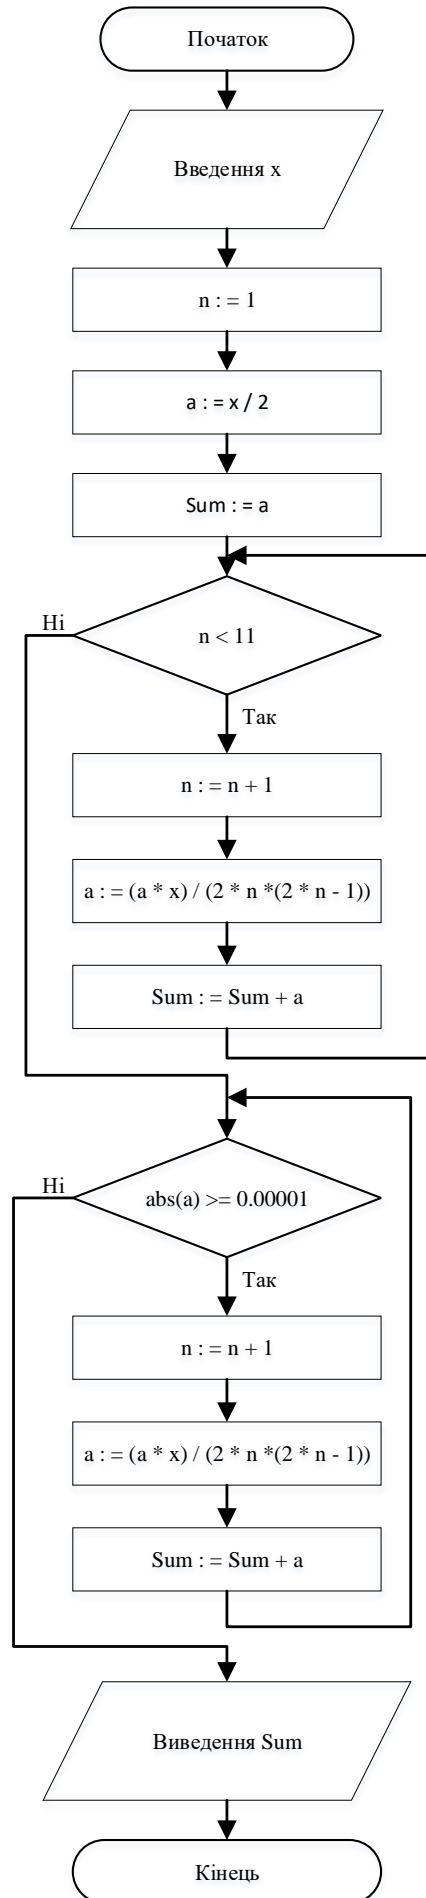 Початок
Введення x
n : = 1
a : = x / 2
Sum : = a
Ні
n < 11
Так
n : = n + 1
a : = (a * x) / (2 * n *(2 * n - 1))
Sum : = Sum + a
Ні
abs(a) >= 0.00001
Так
n : = n + 1
a : = (a * x) / (2 * n *(2 * n - 1))
Sum : = Sum + a
Виведення Sum
Кінець